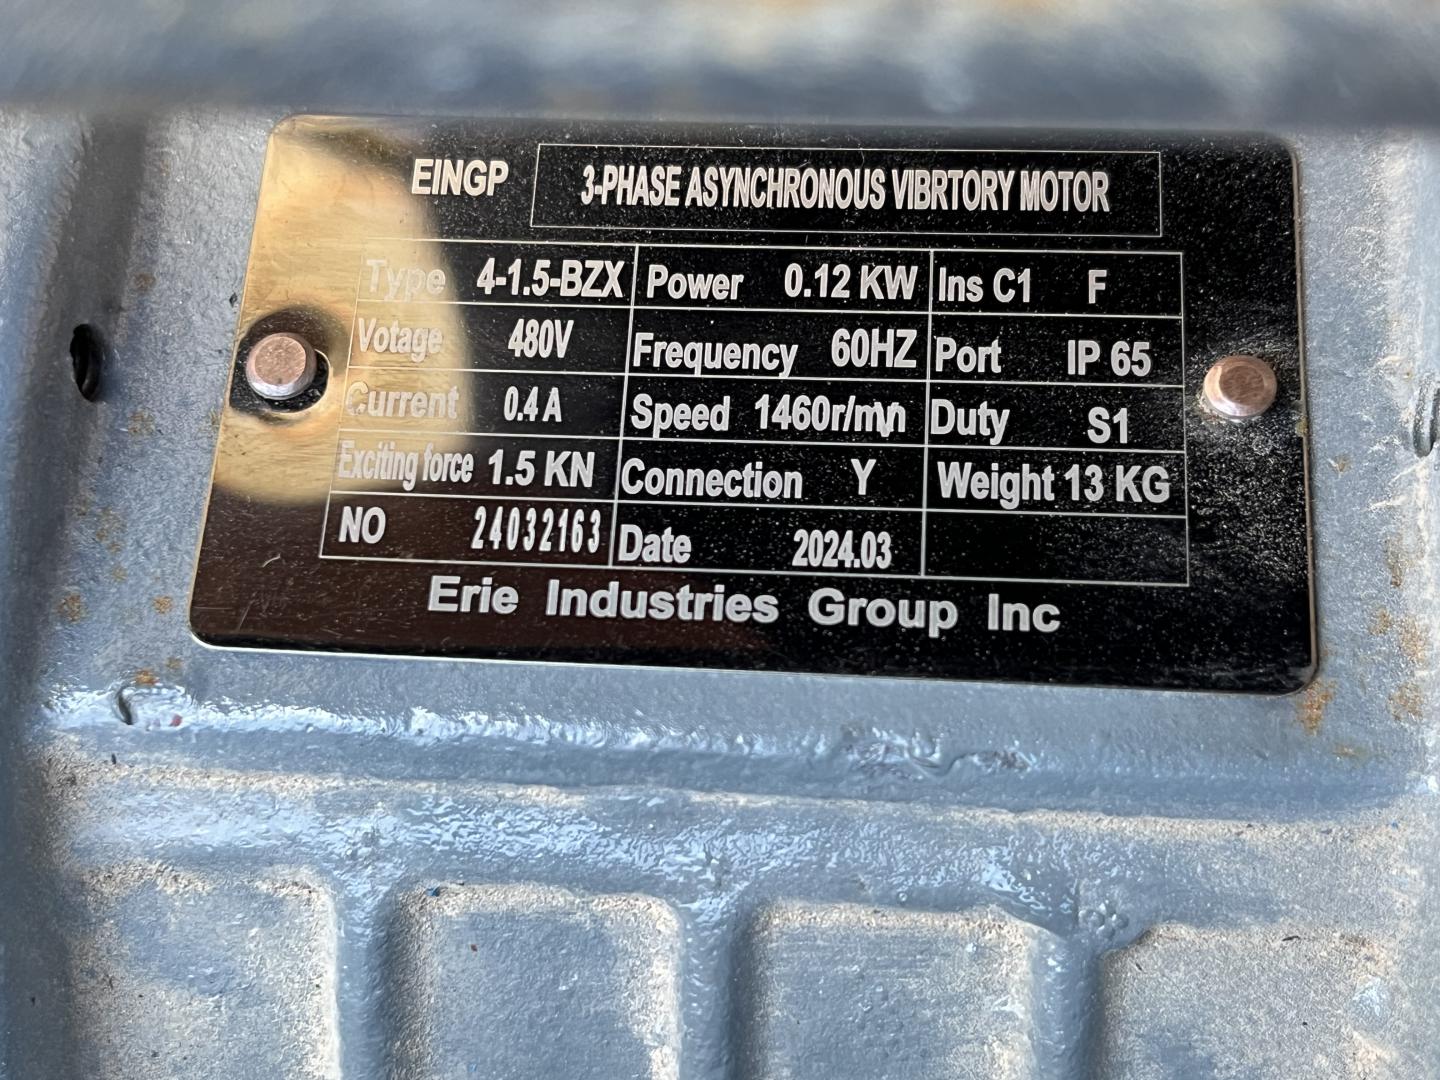 EINGP 3-PHASE ASYNCHRONOUS VIBRTORY MOTOR
Type 4-1.5-BZX Power 0.12 KW Ins C1 F
Votage 480V Frequency 60HZ Port IP 65
Current 0.4 A Speed 1460r/min Duty S1
Exciting force 1.5 KN Connection Y Weight 13 KG
NO 24032163 Date 2024.03
Erie Industries Group Inc